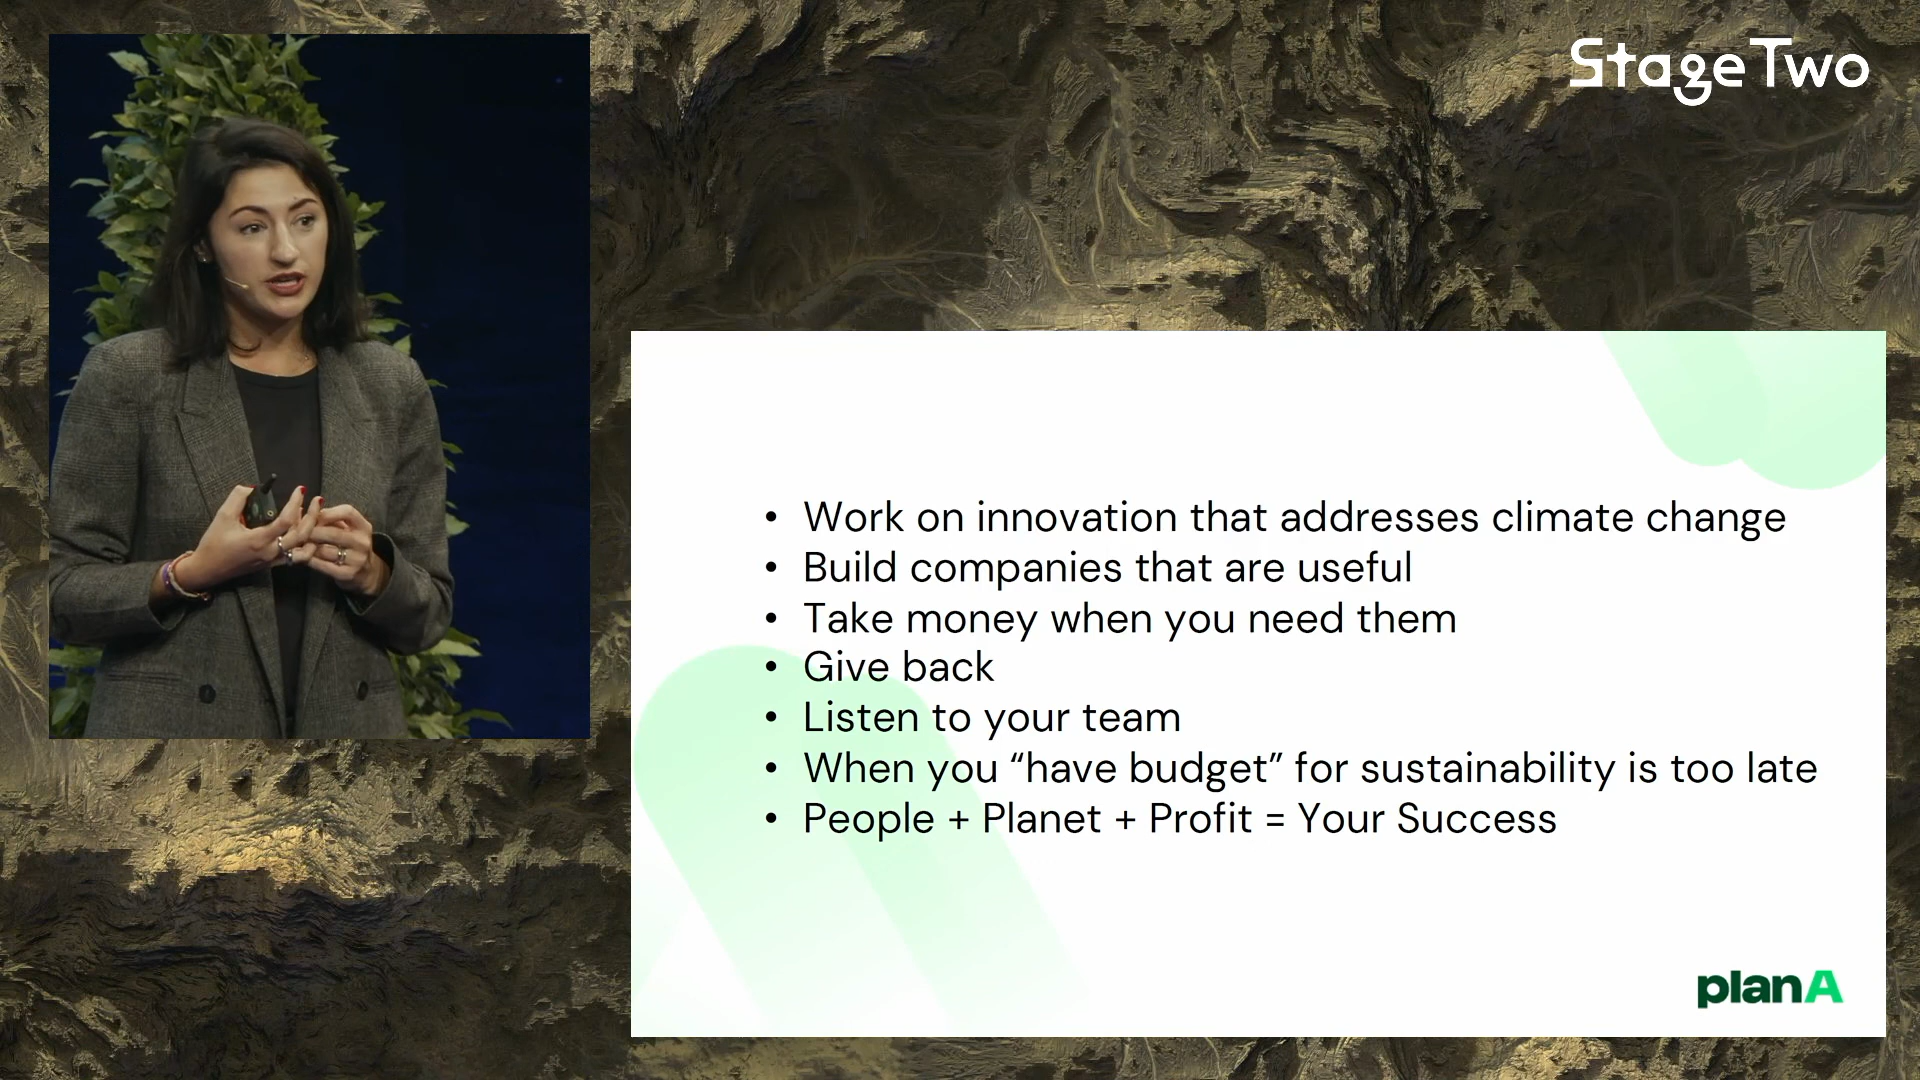 Stage Two
• Work on innovation that addresses climate change
• Build companies that are useful
• Take money when you need them
• Give back
• Listen to your team
• When you “have budget” for sustainability is too late
• People + Planet + Profit = Your Success
planA